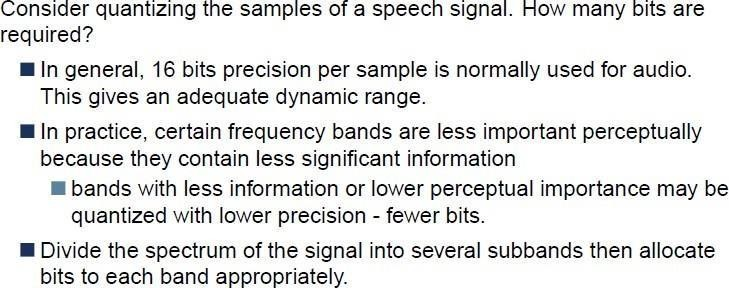 Consider quantizing the samples of a speech signal. How many bits are
required?
In general, 16 bits precision per sample is normally used for audio.
This gives an adequate dynamic range.
In practice, certain frequency bands are less important perceptually
because they contain less significant information
bands with less information or lower perceptual importance may be
quantized with lower precision - fewer bits.
Divide the spectrum of the signal into several subbands then allocate
bits to each band appropriately.